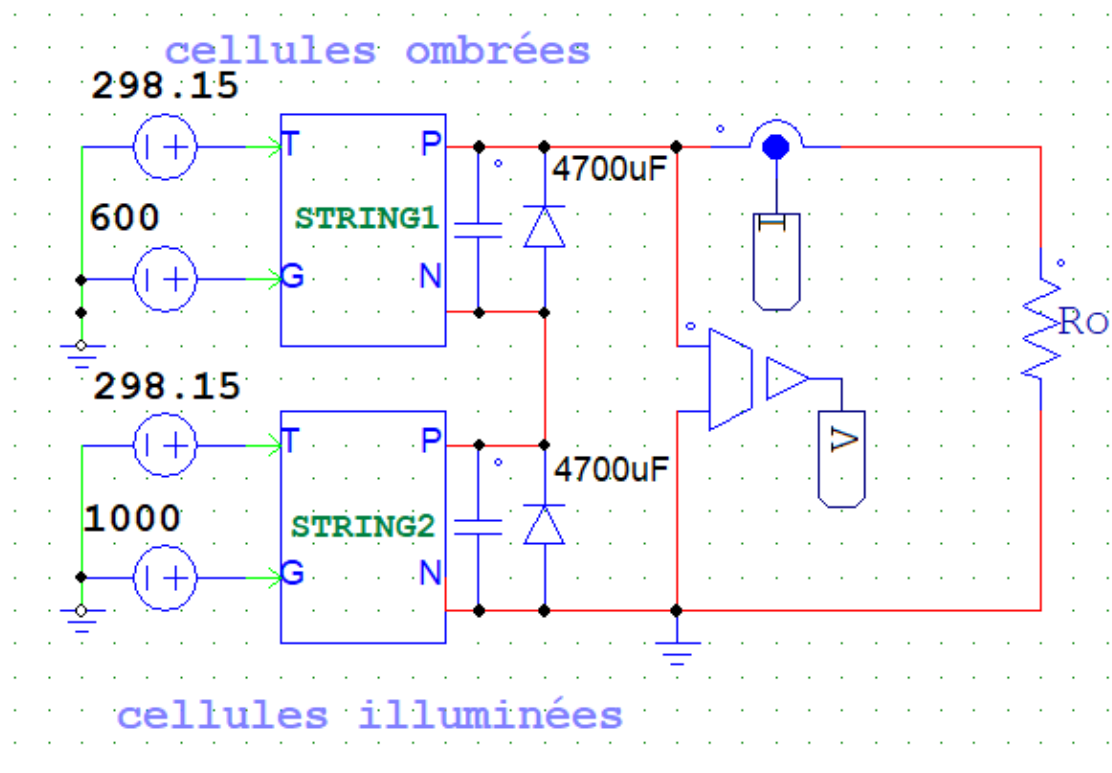 cellules ombrées
298.15
T
P
4700uF
600
STRING1
I
G
N
Ro
298.15
T
P
V
4700uF
1000
STRING2
G
N
cellules illuminées